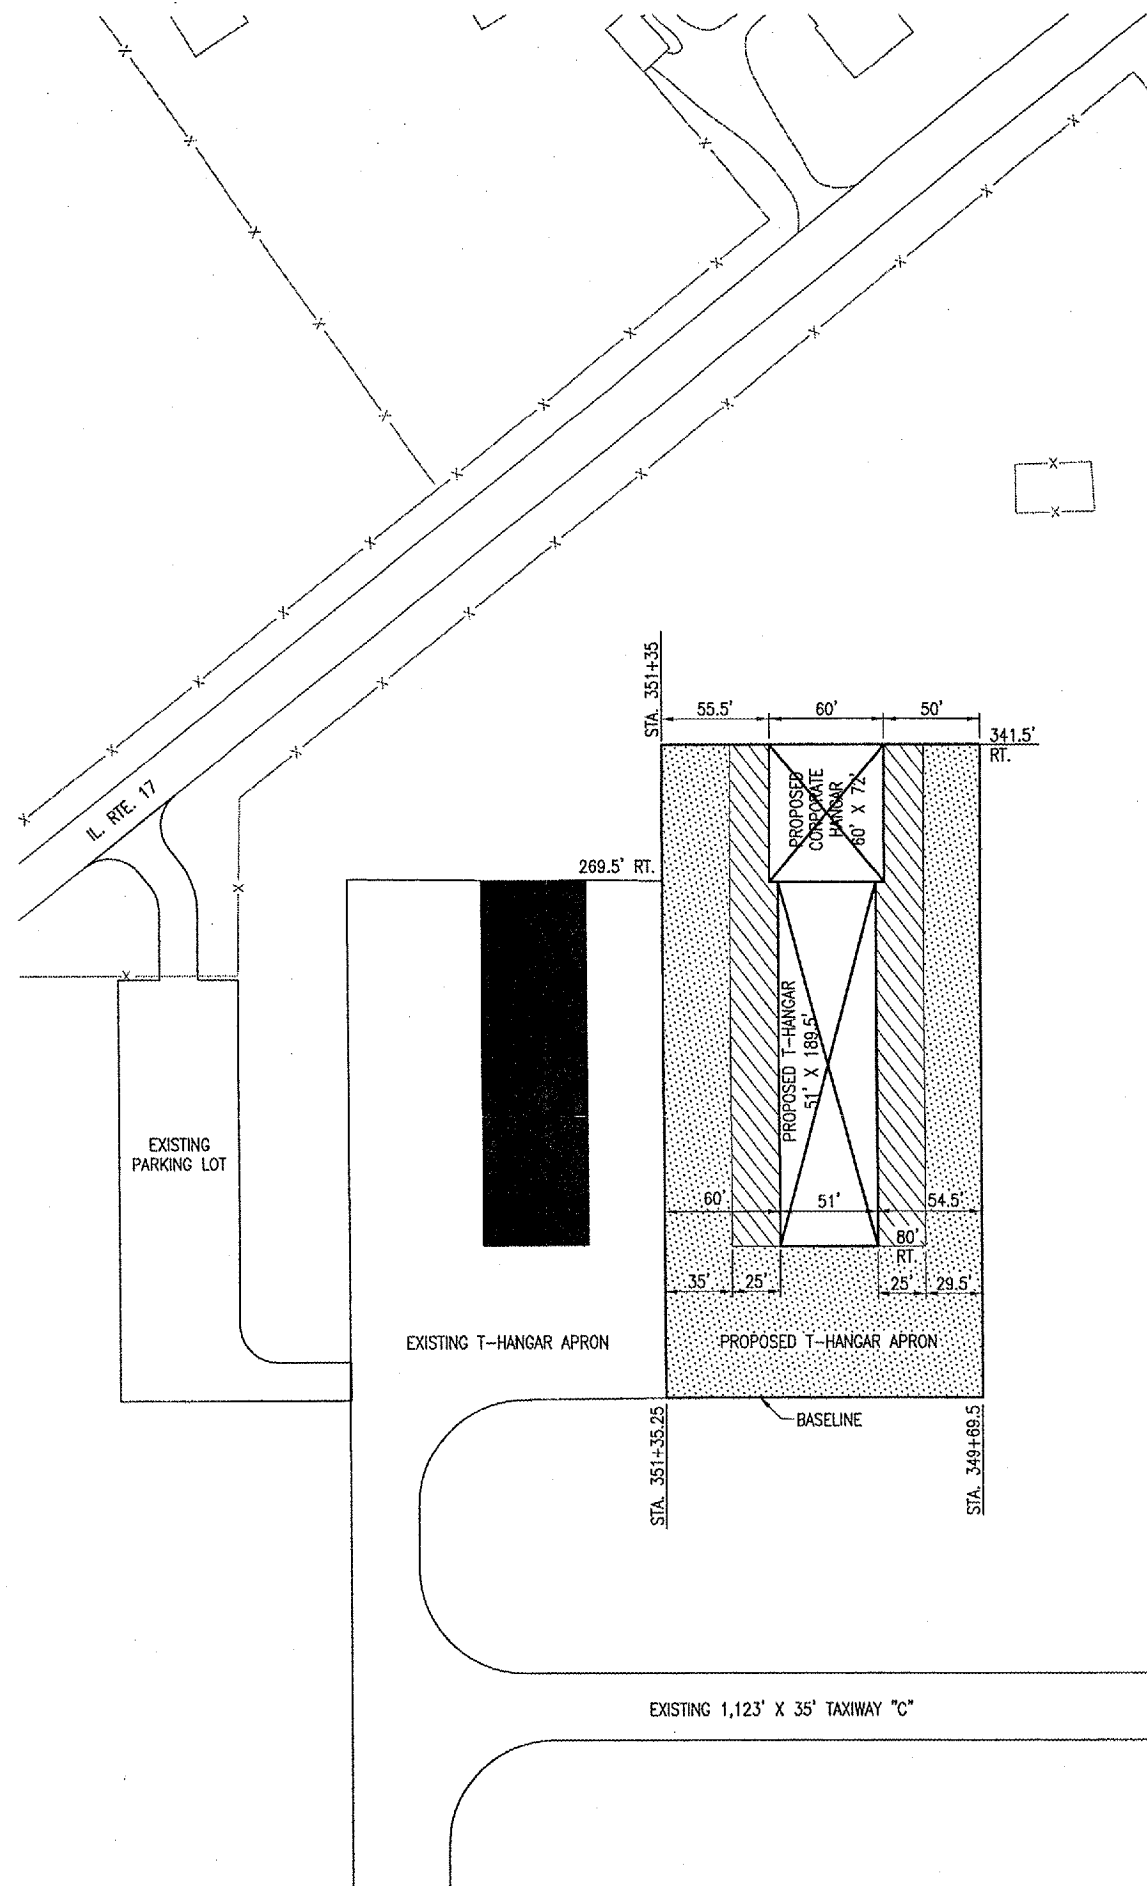 STA. 351+35
55.5'
60'
50'
341.5'
RT.
IL. RTE. 17
PROPOSED
CORPORATE
HANGAR
60' X 72'
269.5' RT.
PROPOSED T-HANGAR
51' X 189.5'
EXISTING
PARKING LOT
60'
51'
54.5'
80'
RT.
35'
25'
25'
29.5'
EXISTING T-HANGAR APRON
PROPOSED T-HANGAR APRON
BASELINE
STA. 351+35.25
STA. 349+69.5
EXISTING 1,123' X 35' TAXIWAY "C"